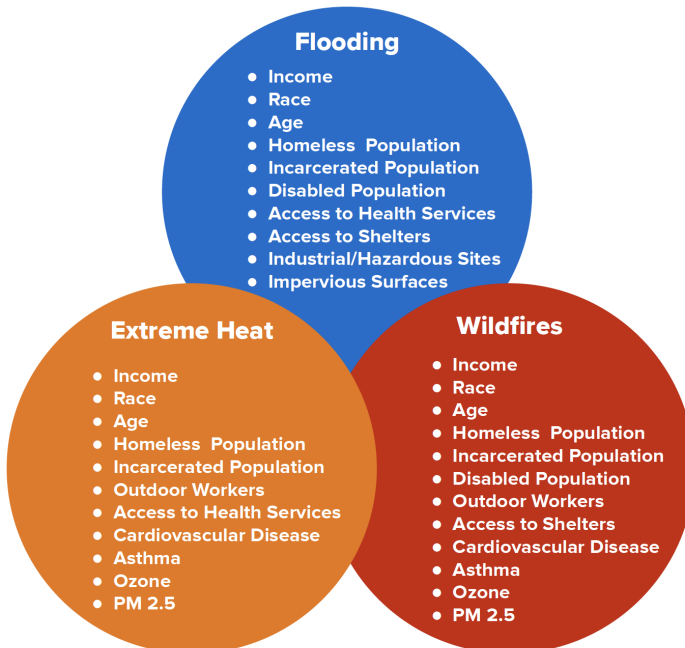 Flooding
● Income
● Race
● Age
● Homeless Population
● Incarcerated Population
● Disabled Population
● Access to Health Services
● Access to Shelters
● Industrial/Hazardous Sites
● Impervious Surfaces
Extreme Heat
● Income
● Race
● Age
● Homeless Population
● Incarcerated Population
● Outdoor Workers
● Access to Health Services
● Cardiovascular Disease
● Asthma
● Ozone
● PM 2.5
Wildfires
● Income
● Race
● Age
● Homeless Population
● Incarcerated Population
● Disabled Population
● Outdoor Workers
● Access to Shelters
● Cardiovascular Disease
● Asthma
● Ozone
● PM 2.5